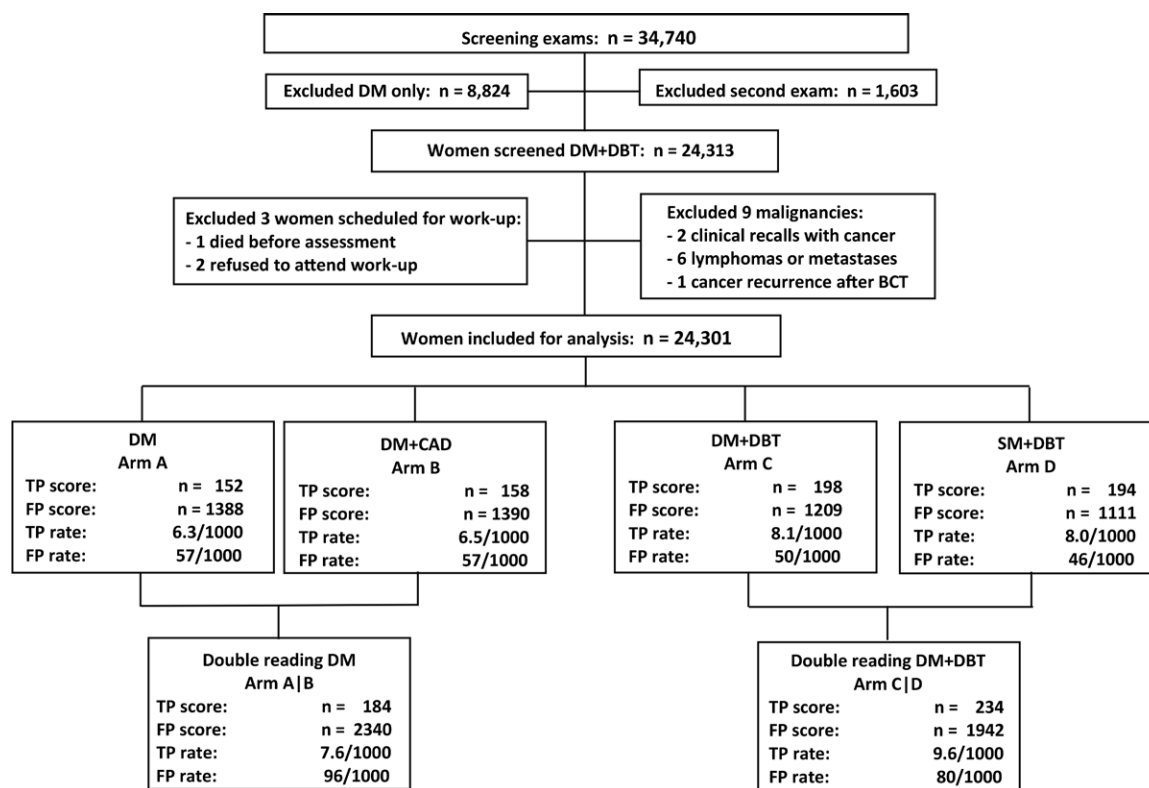 Screening exams: n = 34,740
Excluded DM only: n = 8,824
Excluded second exam: n = 1,603
Women screened DM+DBT: n = 24,313
Excluded 3 women scheduled for work-up:
- 1 died before assessment
- 2 refused to attend work-up
Excluded 9 malignancies:
- 2 clinical recalls with cancer
- 6 lymphomas or metastases
- 1 cancer recurrence after BCT
Women included for analysis: n = 24,301
DM
Arm A
TP score: n = 152
FP score: n = 1388
TP rate: 6.3/1000
FP rate: 57/1000
DM+CAD
Arm B
TP score: n = 158
FP score: n = 1390
TP rate: 6.5/1000
FP rate: 57/1000
DM+DBT
Arm C
TP score: n = 198
FP score: n = 1209
TP rate: 8.1/1000
FP rate: 50/1000
SM+DBT
Arm D
TP score: n = 194
FP score: n = 1111
TP rate: 8.0/1000
FP rate: 46/1000
Double reading DM
Arm A|B
TP score: n = 184
FP score: n = 2340
TP rate: 7.6/1000
FP rate: 96/1000
Double reading DM+DBT
Arm C|D
TP score: n = 234
FP score: n = 1942
TP rate: 9.6/1000
FP rate: 80/1000